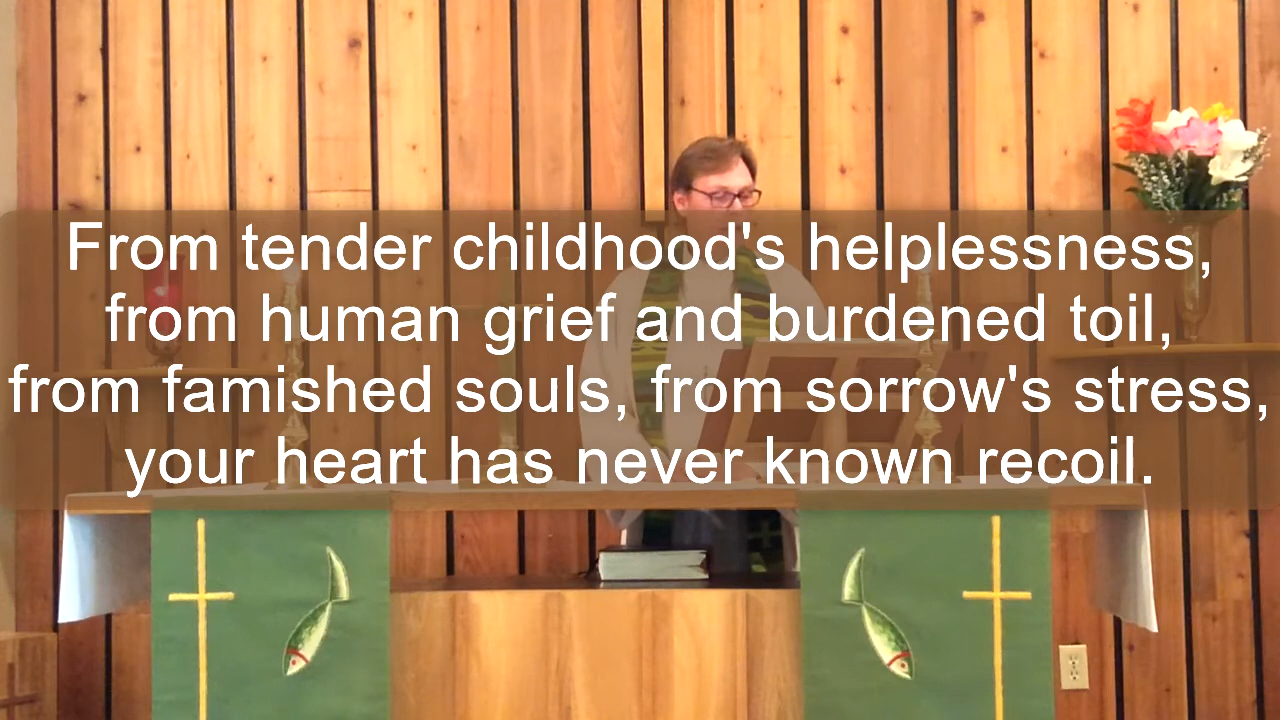 From tender childhood's helplessness,
from human grief and burdened toil,
from famished souls, from sorrow's stress,
your heart has never known recoil.